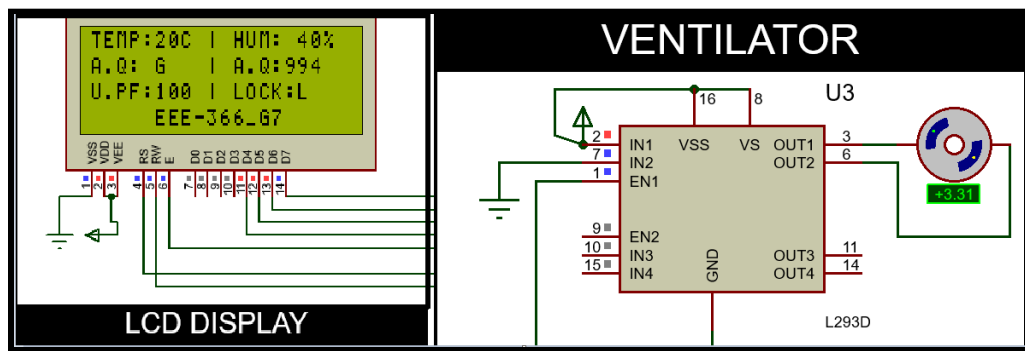 TEMP:20C | HUM: 40%
A.Q: G | A.Q:994
U.PF:100 | LOCK:L
EEE-366_G7
VSS VDD VEE RS RW E D0 D1 D2 D3 D4 D5 D6 D7
1 2 3 4 5 6 7 8 9 10 11 12 13 14
LCD DISPLAY
VENTILATOR
U3
16 8
2 IN1 VSS VS OUT1 3
7 IN2 OUT2 6
1 EN1
+3.31
9 EN2
10 IN3 OUT3 11
15 IN4 GND OUT4 14
L293D